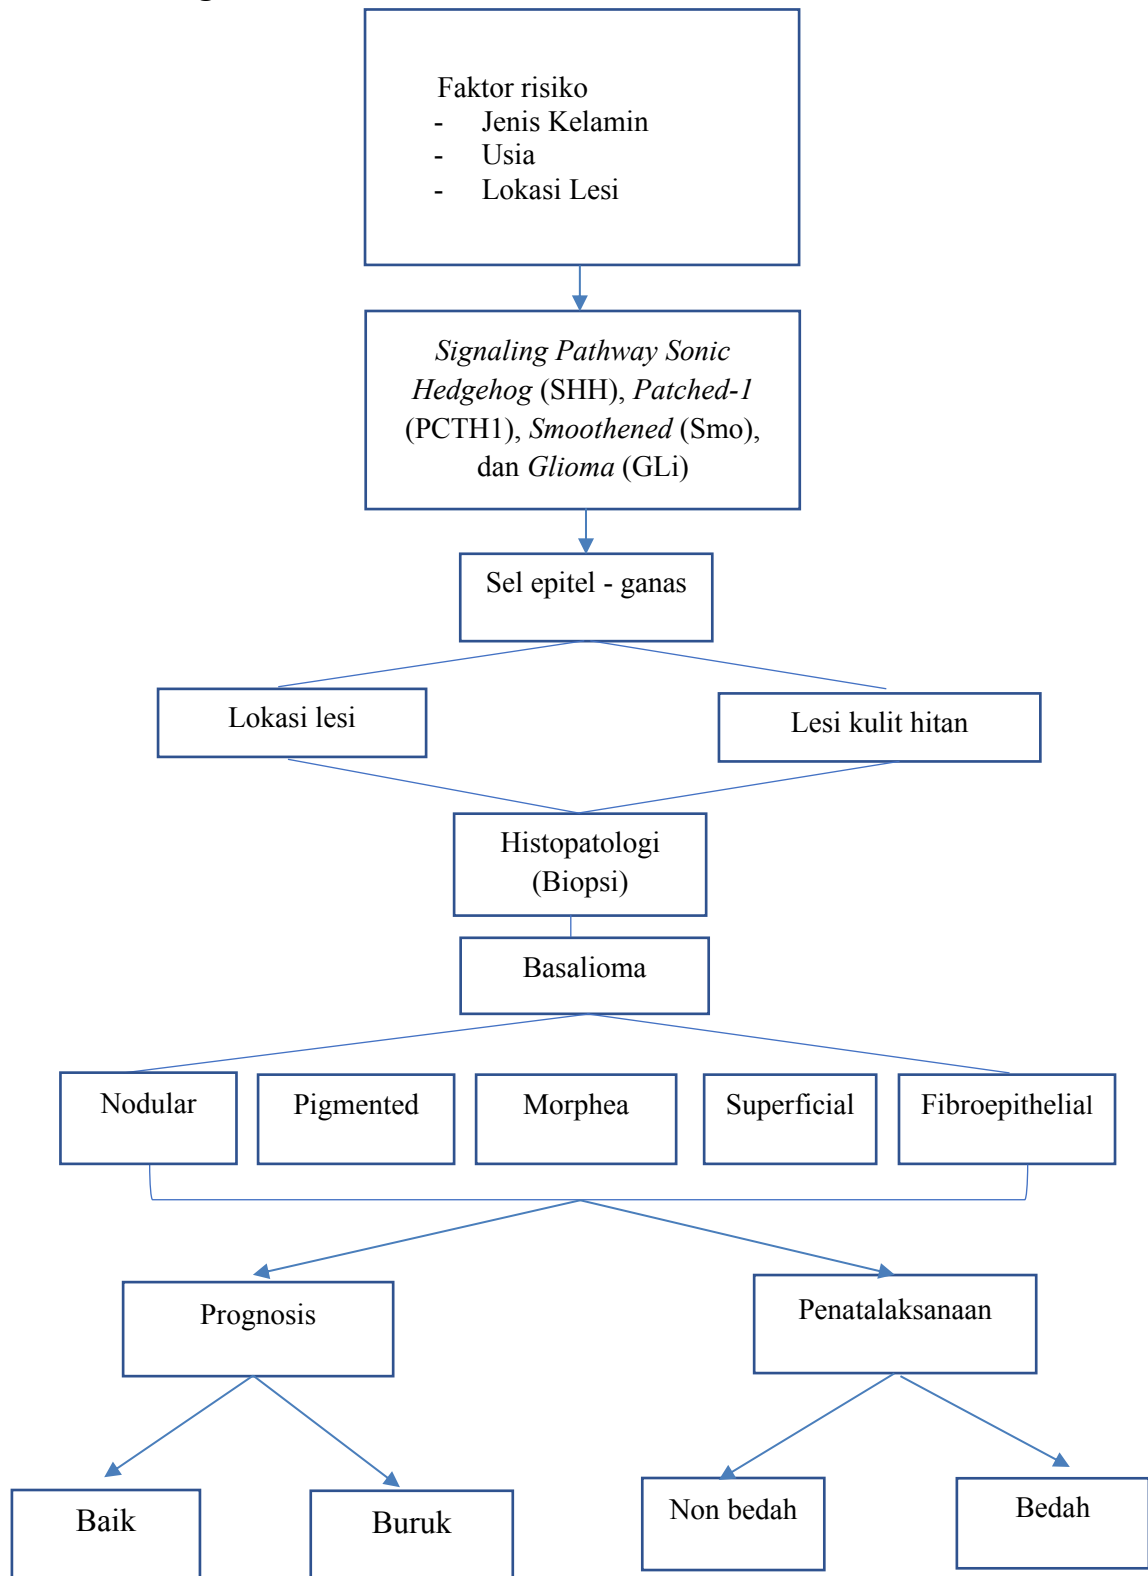 Faktor risiko
- Jenis Kelamin
- Usia
- Lokasi Lesi
Signaling Pathway Sonic
Hedgehog (SHH), Patched-1
(PCTH1), Smoothened (Smo),
dan Glioma (GLi)
Sel epitel - ganas
Lokasi lesi
Lesi kulit hitan
Histopatologi
(Biopsi)
Basalioma
Nodular
Pigmented
Morphea
Superficial
Fibroepithelial
Prognosis
Penatalaksanaan
Baik
Buruk
Non bedah
Bedah